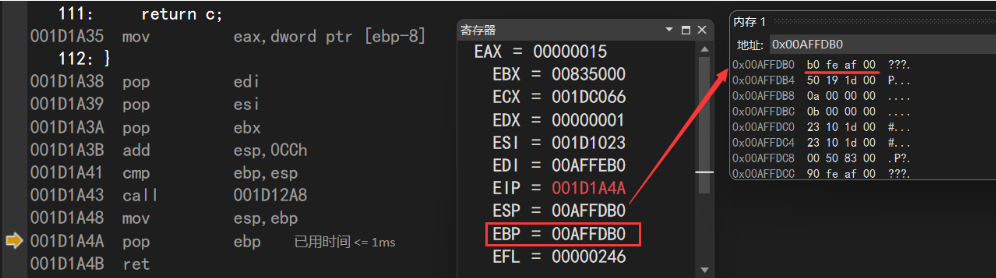 111:     return c;
001D1A35  mov         eax,dword ptr [ebp-8]
112: }
001D1A38  pop         edi
001D1A39  pop         esi
001D1A3A  pop         ebx
001D1A3B  add         esp,0CCh
001D1A41  cmp         ebp,esp
001D1A43  call        001D12A8
001D1A48  mov         esp,ebp
001D1A4A  pop         ebp  已用时间 <= 1ms
001D1A4B  ret
寄存器
EAX = 00000015
EBX = 00835000
ECX = 001DC066
EDX = 00000001
ESI = 001D1023
EDI = 00AFFEB0
EIP = 001D1A4A
ESP = 00AFFDB0
EBP = 00AFFDB0
EFL = 00000246
内存 1
地址: 0x00AFFDB0
0x00AFFDB0  b0 fe af 00  ???.
0x00AFFDB4  50 19 1d 00  P...
0x00AFFDB8  0a 00 00 00  ....
0x00AFFDBC  0b 00 00 00  ....
0x00AFFDC0  23 10 1d 00  #...
0x00AFFDC4  23 10 1d 00  #...
0x00AFFDC8  00 50 83 00  .P?.
0x00AFFDCC  90 fe af 00  ???.